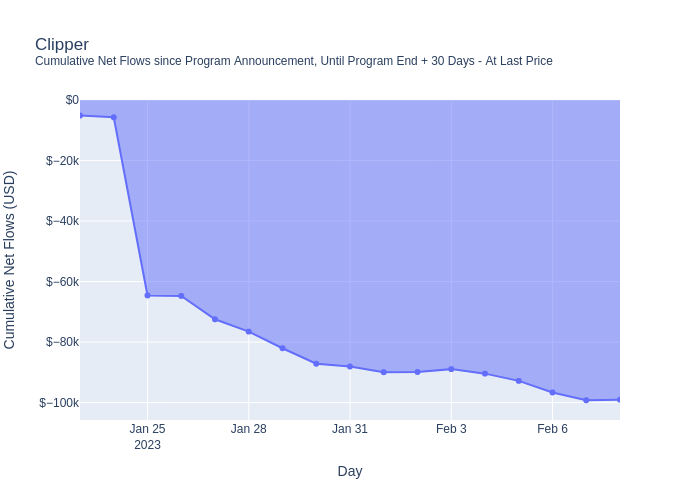 Clipper
Cumulative Net Flows since Program Announcement, Until Program End + 30 Days - At Last Price
Cumulative Net Flows (USD)
$0
$−20k
$−40k
$−60k
$−80k
$−100k
Jan 25
2023
Jan 28
Jan 31
Feb 3
Feb 6
Day